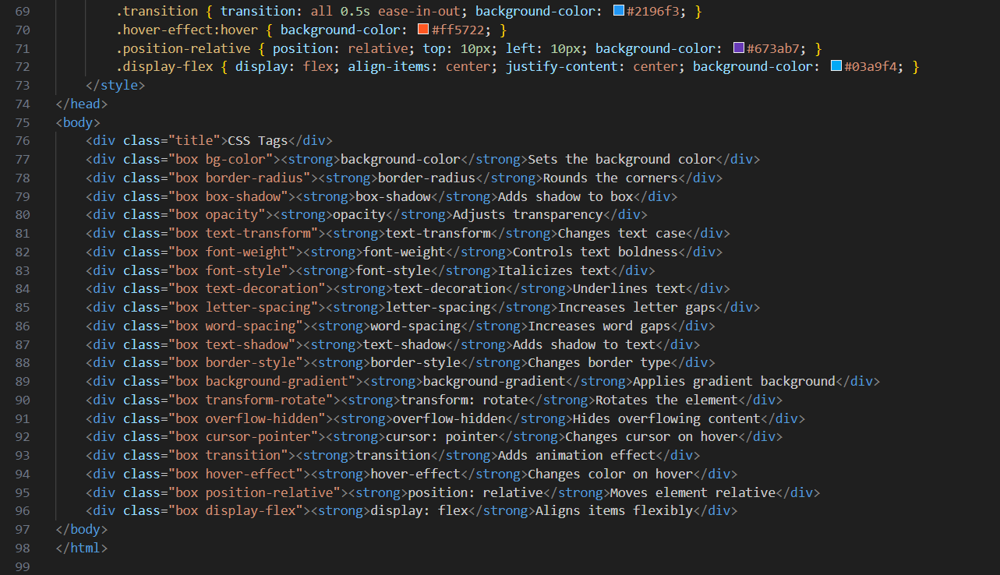 69 .transition { transition: all 0.5s ease-in-out; background-color: #2196f3; }
70 .hover-effect:hover { background-color: #ff5722; }
71 .position-relative { position: relative; top: 10px; left: 10px; background-color: #673ab7; }
72 .display-flex { display: flex; align-items: center; justify-content: center; background-color: #03a9f4; }
73 </style>
74 </head>
75 <body>
76 <div class="title">CSS Tags</div>
77 <div class="box bg-color"><strong>background-color</strong>Sets the background color</div>
78 <div class="box border-radius"><strong>border-radius</strong>Rounds the corners</div>
79 <div class="box box-shadow"><strong>box-shadow</strong>Adds shadow to box</div>
80 <div class="box opacity"><strong>opacity</strong>Adjusts transparency</div>
81 <div class="box text-transform"><strong>text-transform</strong>Changes text case</div>
82 <div class="box font-weight"><strong>font-weight</strong>Controls text boldness</div>
83 <div class="box font-style"><strong>font-style</strong>Italicizes text</div>
84 <div class="box text-decoration"><strong>text-decoration</strong>Underlines text</div>
85 <div class="box letter-spacing"><strong>letter-spacing</strong>Increases letter gaps</div>
86 <div class="box word-spacing"><strong>word-spacing</strong>Increases word gaps</div>
87 <div class="box text-shadow"><strong>text-shadow</strong>Adds shadow to text</div>
88 <div class="box border-style"><strong>border-style</strong>Changes border type</div>
89 <div class="box background-gradient"><strong>background-gradient</strong>Applies gradient background</div>
90 <div class="box transform-rotate"><strong>transform: rotate</strong>Rotates the element</div>
91 <div class="box overflow-hidden"><strong>overflow-hidden</strong>Hides overflowing content</div>
92 <div class="box cursor-pointer"><strong>cursor: pointer</strong>Changes cursor on hover</div>
93 <div class="box transition"><strong>transition</strong>Adds animation effect</div>
94 <div class="box hover-effect"><strong>hover-effect</strong>Changes color on hover</div>
95 <div class="box position-relative"><strong>position: relative</strong>Moves element relative</div>
96 <div class="box display-flex"><strong>display: flex</strong>Aligns items flexibly</div>
97 </body>
98 </html>
99